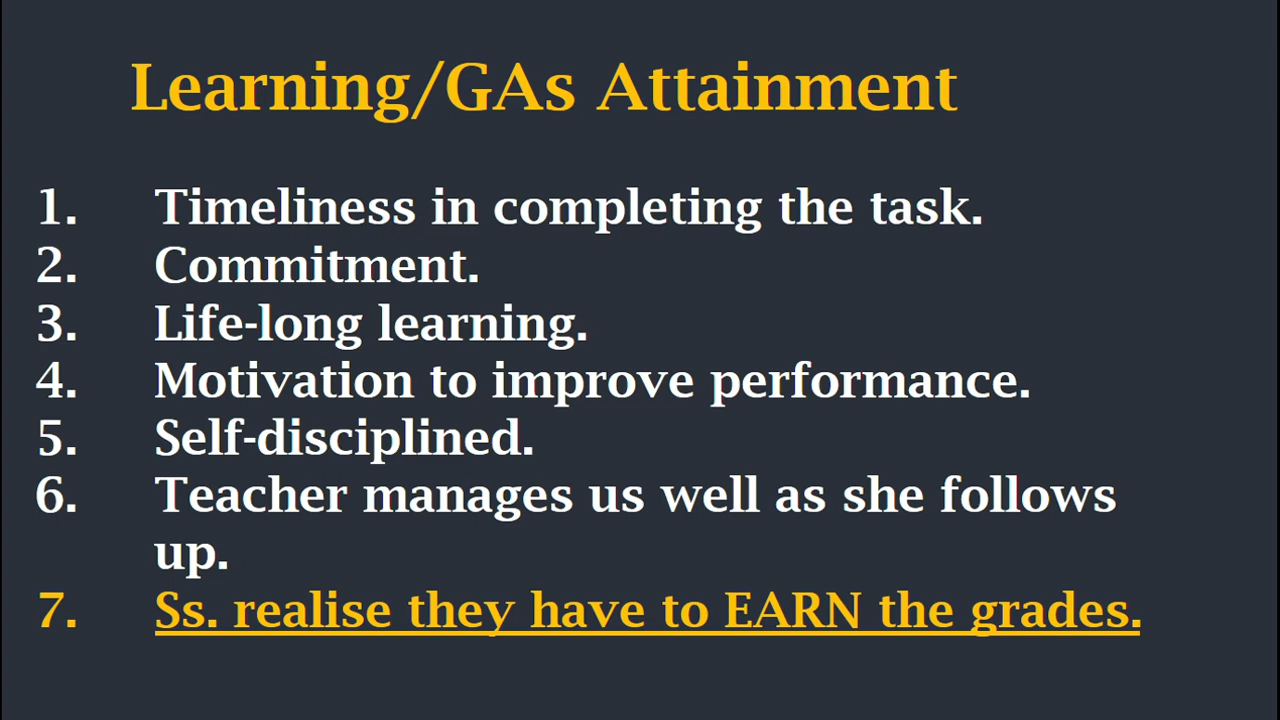 Learning/GAs Attainment
1. Timeliness in completing the task.
2. Commitment.
3. Life-long learning.
4. Motivation to improve performance.
5. Self-disciplined.
6. Teacher manages us well as she follows
up.
7. Ss. realise they have to EARN the grades.